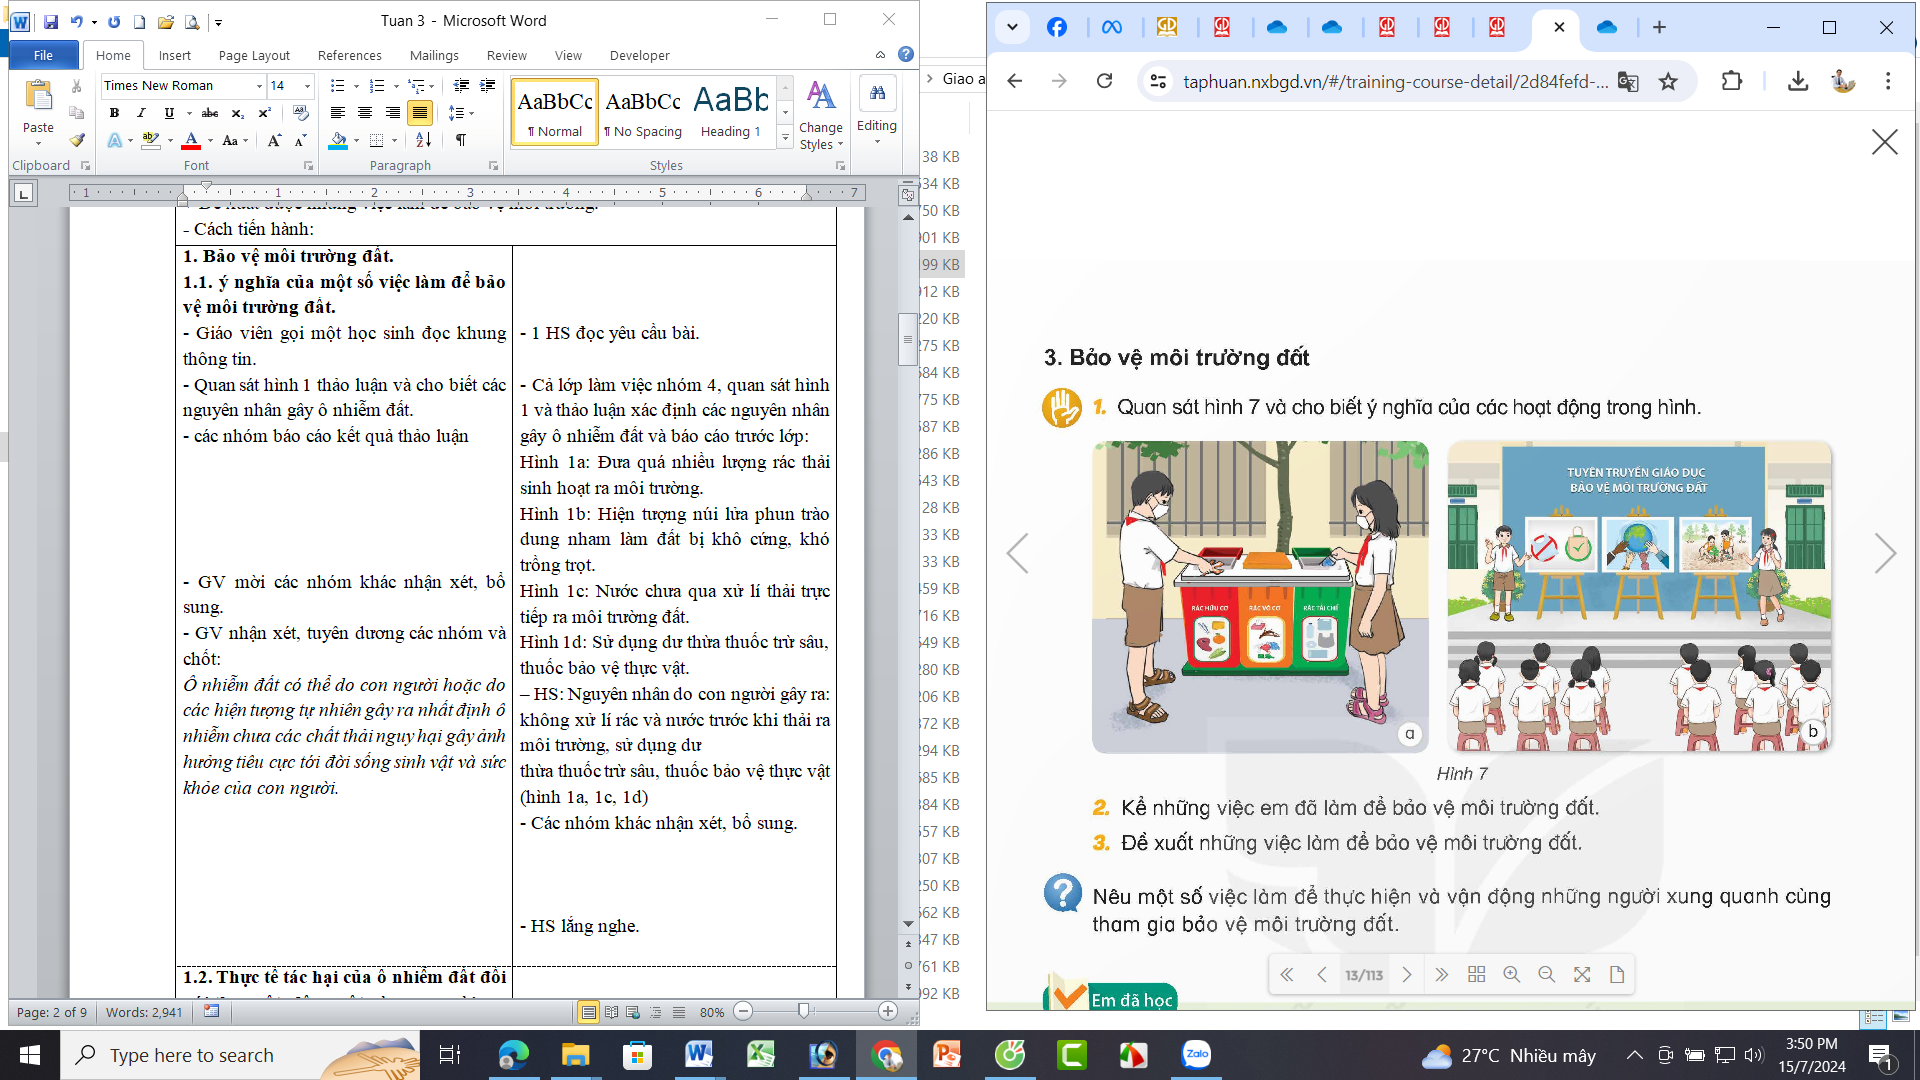 Tuan 3 - Microsoft Word
File
Home
Insert
Page Layout
References
Mailings
Review
View
Developer
Paste
Times New Roman
14
AaBbCc
AaBbCc
AaBb
¶ Normal
¶ No Spacing
Heading 1
Change
Styles
Editing
Clipboard
Font
Paragraph
Styles
- Cách tiến hành:
1. Bảo vệ môi trường đất.
1.1. ý nghĩa của một số việc làm để bảo
vệ môi trường đất.
- Giáo viên gọi một học sinh đọc khung
thông tin.
- Quan sát hình 1 thảo luận và cho biết các
nguyên nhân gây ô nhiễm đất.
- các nhóm báo cáo kết quả thảo luận
- GV mời các nhóm khác nhận xét, bổ
sung.
- GV nhận xét, tuyên dương các nhóm và
chốt:
Ô nhiễm đất có thể do con người hoặc do
các hiện tượng tự nhiên gây ra nhất định ô
nhiễm chưa các chất thải nguy hại gây ảnh
hưởng tiêu cực tới đời sống sinh vật và sức
khỏe của con người.
1.2. Thực tế tác hại của ô nhiễm đất đối
- 1 HS đọc yêu cầu bài.
- Cả lớp làm việc nhóm 4, quan sát hình
1 và thảo luận xác định các nguyên nhân
gây ô nhiễm đất và báo cáo trước lớp:
Hình 1a: Đưa quá nhiều lượng rác thải
sinh hoạt ra môi trường.
Hình 1b: Hiện tượng núi lửa phun trào
dung nham làm đất bị khô cứng, khó
trồng trọt.
Hình 1c: Nước chưa qua xử lí thải trực
tiếp ra môi trường đất.
Hình 1d: Sử dụng dư thừa thuốc trừ sâu,
thuốc bảo vệ thực vật.
– HS: Nguyên nhân do con người gây ra:
không xử lí rác và nước trước khi thải ra
môi trường, sử dụng dư
thừa thuốc trừ sâu, thuốc bảo vệ thực vật
(hình 1a, 1c, 1d)
- Các nhóm khác nhận xét, bổ sung.
- HS lắng nghe.
Page: 2 of 9
Words: 2,941
80%
Giao a
taphuan.nxbgd.vn/#/training-course-detail/2d84fefd-...
3. Bảo vệ môi trường đất
1. Quan sát hình 7 và cho biết ý nghĩa của các hoạt động trong hình.
RÁC HỮU CƠ
RÁC VÔ CƠ
RÁC TÁI CHẾ
a
TUYÊN TRUYỀN GIÁO DỤC
BẢO VỆ MÔI TRƯỜNG ĐẤT
b
Hình 7
2. Kể những việc em đã làm để bảo vệ môi trường đất.
3. Đề xuất những việc làm để bảo vệ môi trường đất.
Nêu một số việc làm để thực hiện và vận động những người xung quanh cùng
tham gia bảo vệ môi trường đất.
13/113
Em đã học
Type here to search
Zalo
27°C Nhiều mây
3:50 PM
15/7/2024
1